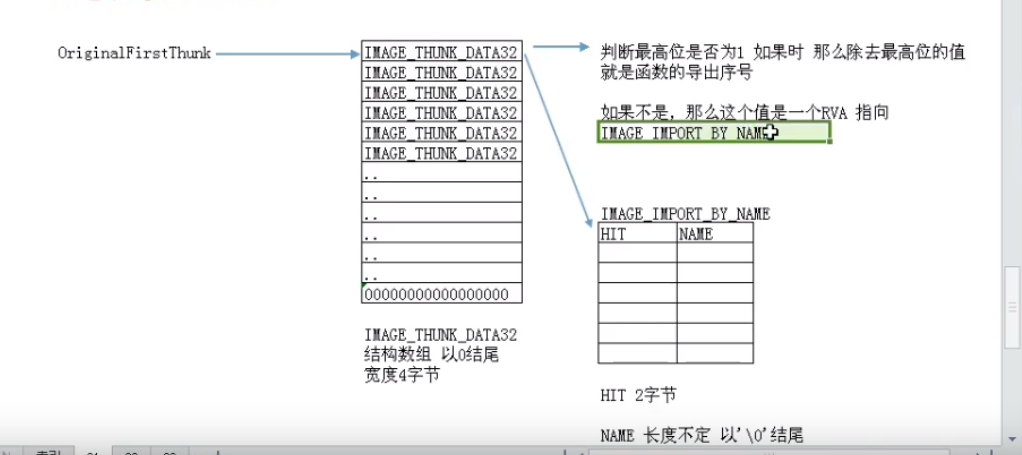 OriginalFirstThunk
IMAGE_THUNK_DATA32
IMAGE_THUNK_DATA32
IMAGE_THUNK_DATA32
IMAGE_THUNK_DATA32
IMAGE_THUNK_DATA32
IMAGE_THUNK_DATA32
..
..
..
..
..
..
00000000000000000
IMAGE_THUNK_DATA32
结构数组 以0结尾
宽度4字节
判断最高位是否为1 如果时 那么除去最高位的值
就是函数的导出序号
如果不是，那么这个值是一个RVA 指向
IMAGE_IMPORT_BY_NAME
IMAGE_IMPORT_BY_NAME
HIT NAME
HIT 2字节
NAME 长度不定 以'\0'结尾